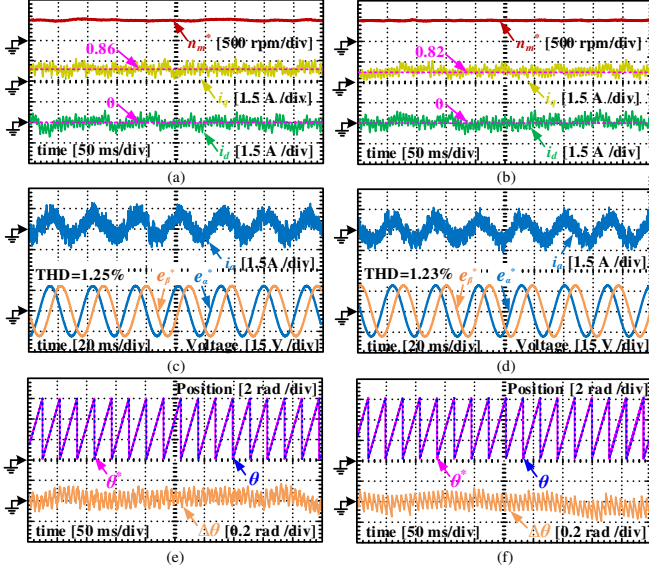 n_m^* [500 rpm/div]
0.86
i_q [1.5 A /div]
0
time [50 ms/div] i_d [1.5 A /div]
(a)
n_m^* [500 rpm/div]
0.82
i_q [1.5 A /div]
0
time [50 ms/div] i_d [1.5 A /div]
(b)
i_a [1.5A /div]
THD=1.25% e_β^* e_α^*
time [20 ms/div] Voltage [15 V /div]
(c)
i_a [1.5A /div]
THD=1.23% e_β^* e_α^*
time [20 ms/div] Voltage [15 V /div]
(d)
Position [2 rad /div]
θ^* θ
time [50 ms/div] Δθ [0.2 rad /div]
(e)
Position [2 rad /div]
θ^* θ
time [50 ms/div] Δθ [0.2 rad /div]
(f)